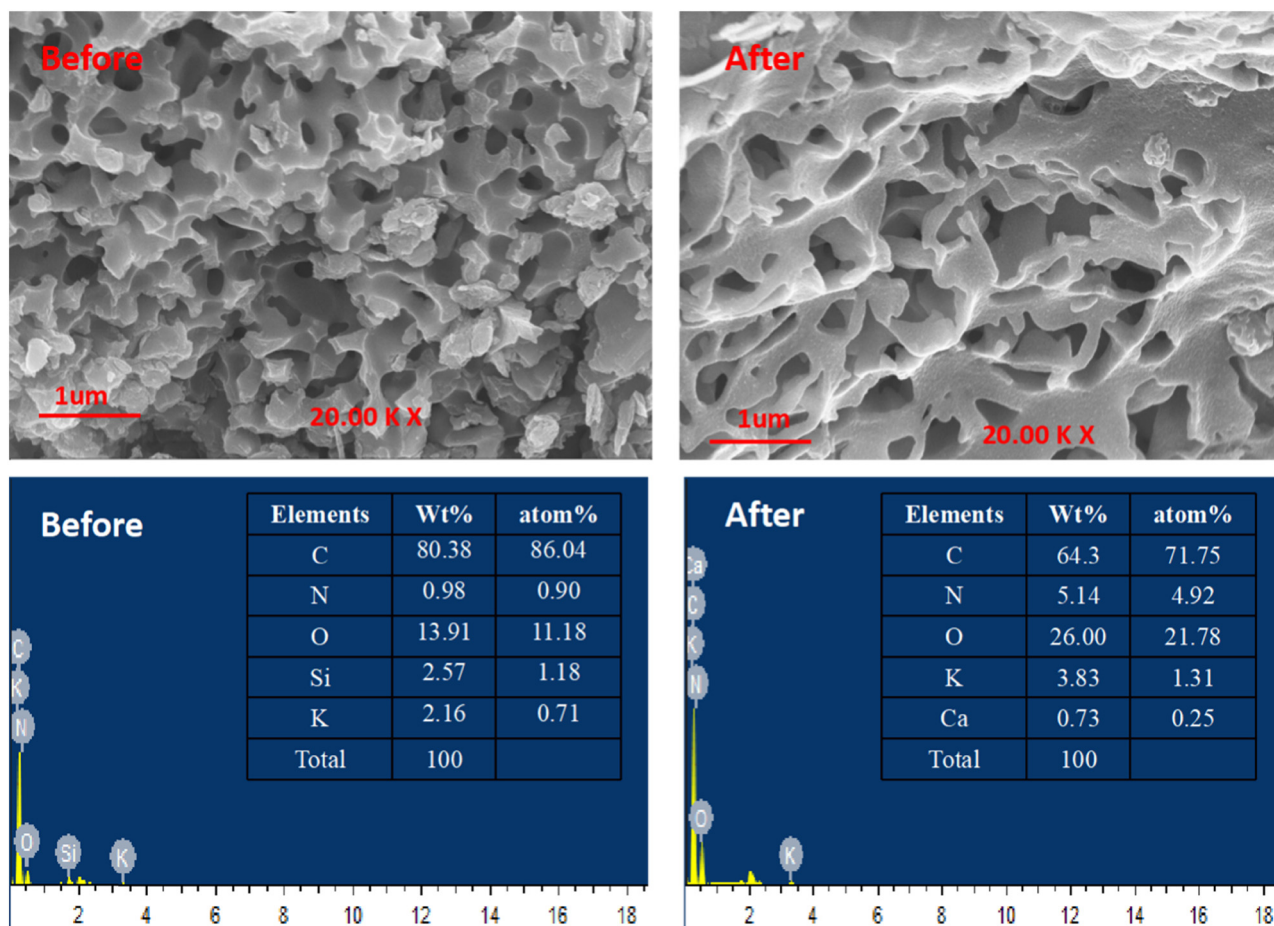 Before
1um
20.00 K X
After
1um
20.00 K X
Before
Elements Wt% atom%
C 80.38 86.04
N 0.98 0.90
O 13.91 11.18
Si 2.57 1.18
K 2.16 0.71
Total 100
C
K
N
O
Si
K
2 4 6 8 10 12 14 16 18
After
Elements Wt% atom%
C 64.3 71.75
N 5.14 4.92
O 26.00 21.78
K 3.83 1.31
Ca 0.73 0.25
Total 100
Ca
C
K
N
O
K
2 4 6 8 10 12 14 16 18